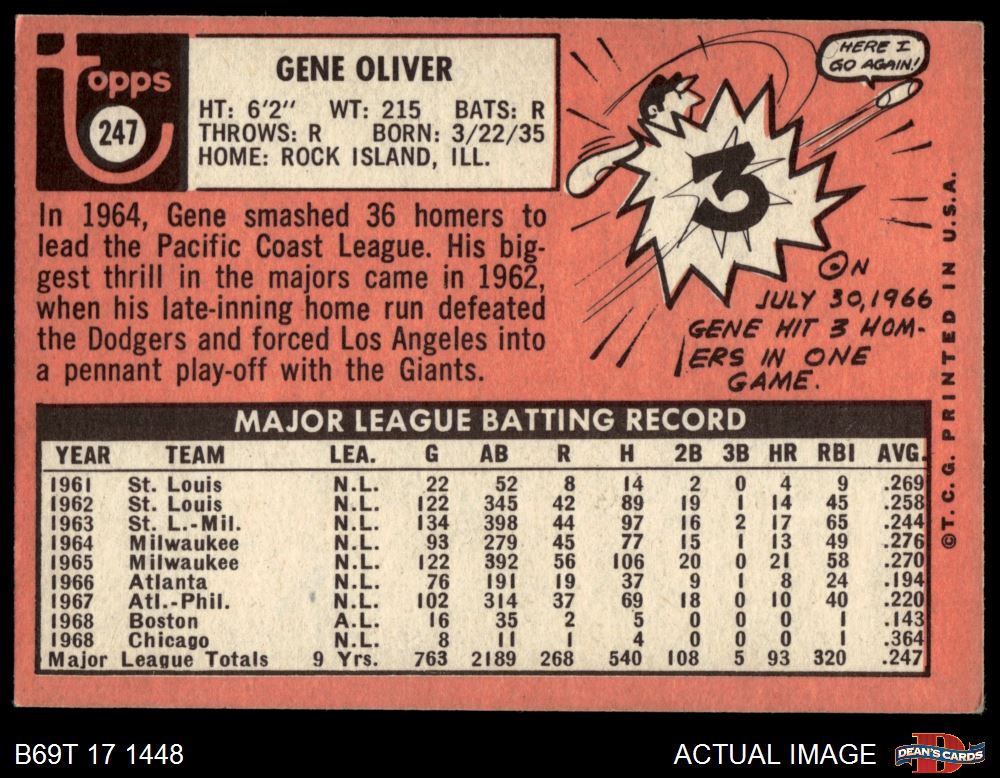 Topps
247
GENE OLIVER
HT: 6'2" WT: 215 BATS: R
THROWS: R BORN: 3/22/35
HOME: ROCK ISLAND, ILL.
In 1964, Gene smashed 36 homers to
lead the Pacific Coast League. His big-
gest thrill in the majors came in 1962,
when his late-inning home run defeated
the Dodgers and forced Los Angeles into
a pennant play-off with the Giants.
HERE I
GO AGAIN!
3
ON
JULY 30, 1966
GENE HIT 3 HOM-
ERS IN ONE
GAME.
MAJOR LEAGUE BATTING RECORD
YEAR TEAM LEA. G AB R H 2B 3B HR RBI AVG.
1961 St. Louis N.L. 22 52 8 14 2 0 4 9 .269
1962 St. Louis N.L. 122 345 42 89 19 1 14 45 .258
1963 St. L.-Mil. N.L. 134 398 44 97 16 2 17 65 .244
1964 Milwaukee N.L. 93 279 45 77 15 1 13 49 .276
1965 Milwaukee N.L. 122 392 56 106 20 0 21 58 .270
1966 Atlanta N.L. 76 191 19 37 9 1 8 24 .194
1967 Atl.-Phil. N.L. 102 314 37 69 18 0 10 40 .220
1968 Boston A.L. 16 35 2 5 0 0 0 1 .143
1968 Chicago N.L. 8 11 1 4 0 0 0 1 .364
Major League Totals 9 Yrs. 763 2189 268 540 108 5 93 320 .247
©T.C.G. PRINTED IN U.S.A.
B69T 17 1448
ACTUAL IMAGE
DEAN'S CARDS